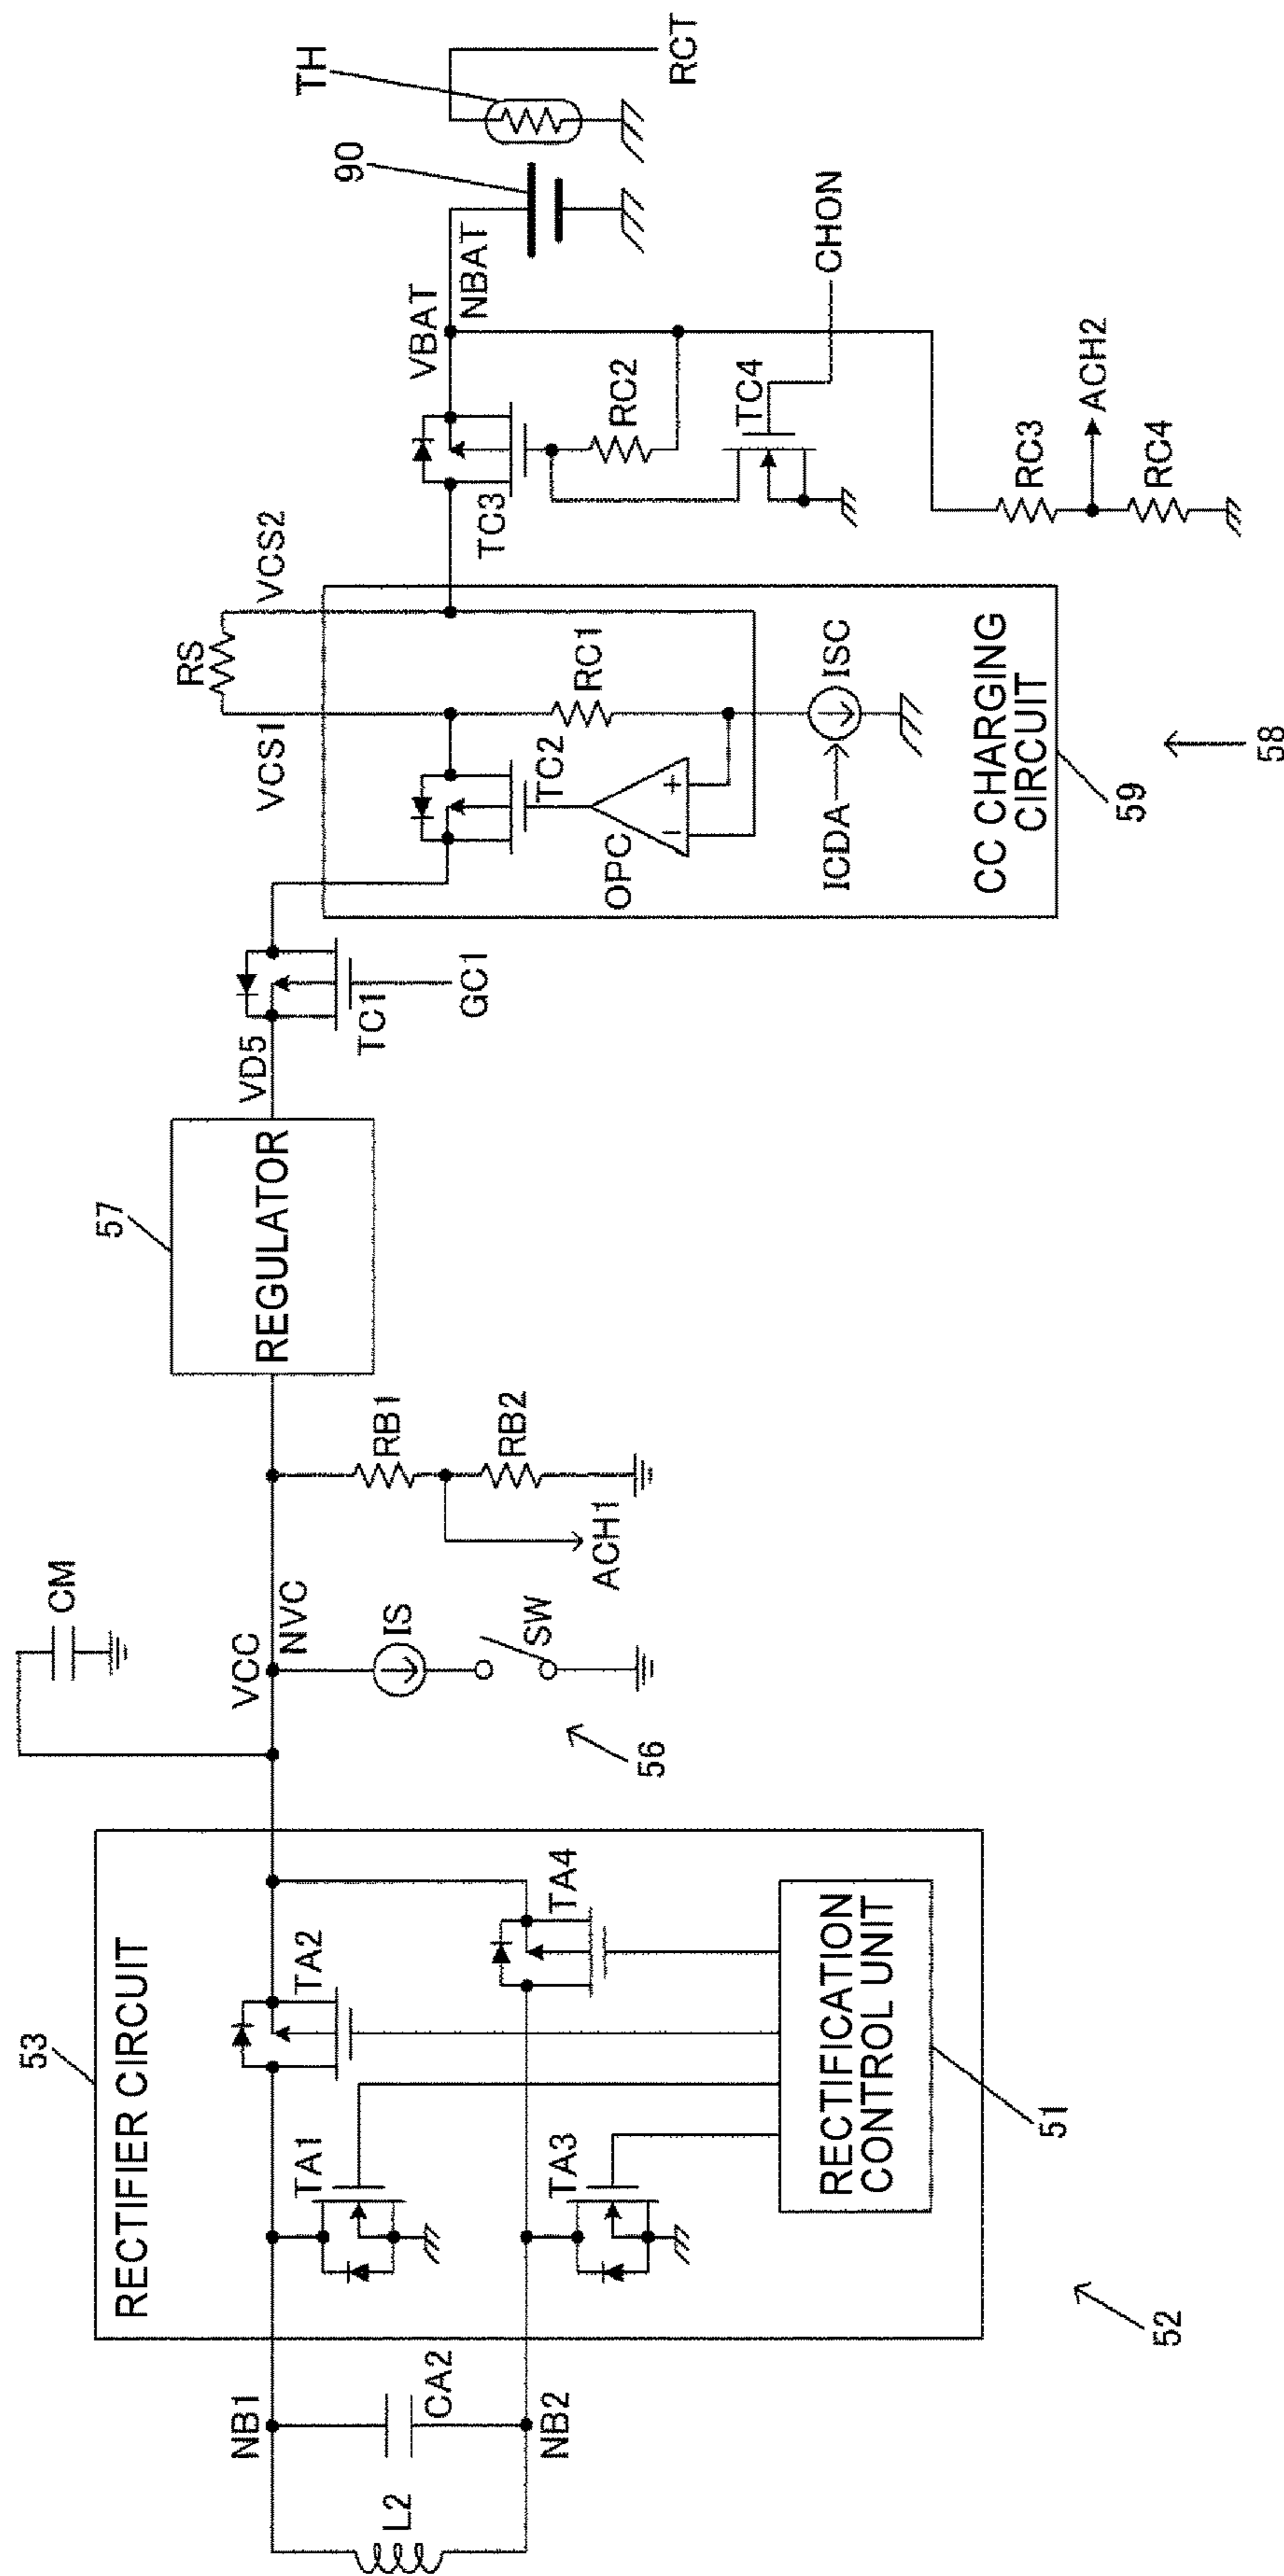 53
RECTIFIER CIRCUIT
NB1
L2
CA2
NB2
TA1
TA2
TA3
TA4
RECTIFICATION
CONTROL UNIT
51
52
CM
VCC
NVC
IS
SW
56
RB1
RB2
ACH1
57
REGULATOR
VD5
TC1
GC1
VCS1
RS
VCS2
TC2
RC1
OPC
ICDA
ISC
CC CHARGING
CIRCUIT
59
58
TC3
VBAT
NBAT
RC2
TC4
CHON
RC3
ACH2
RC4
90
TH
RCT